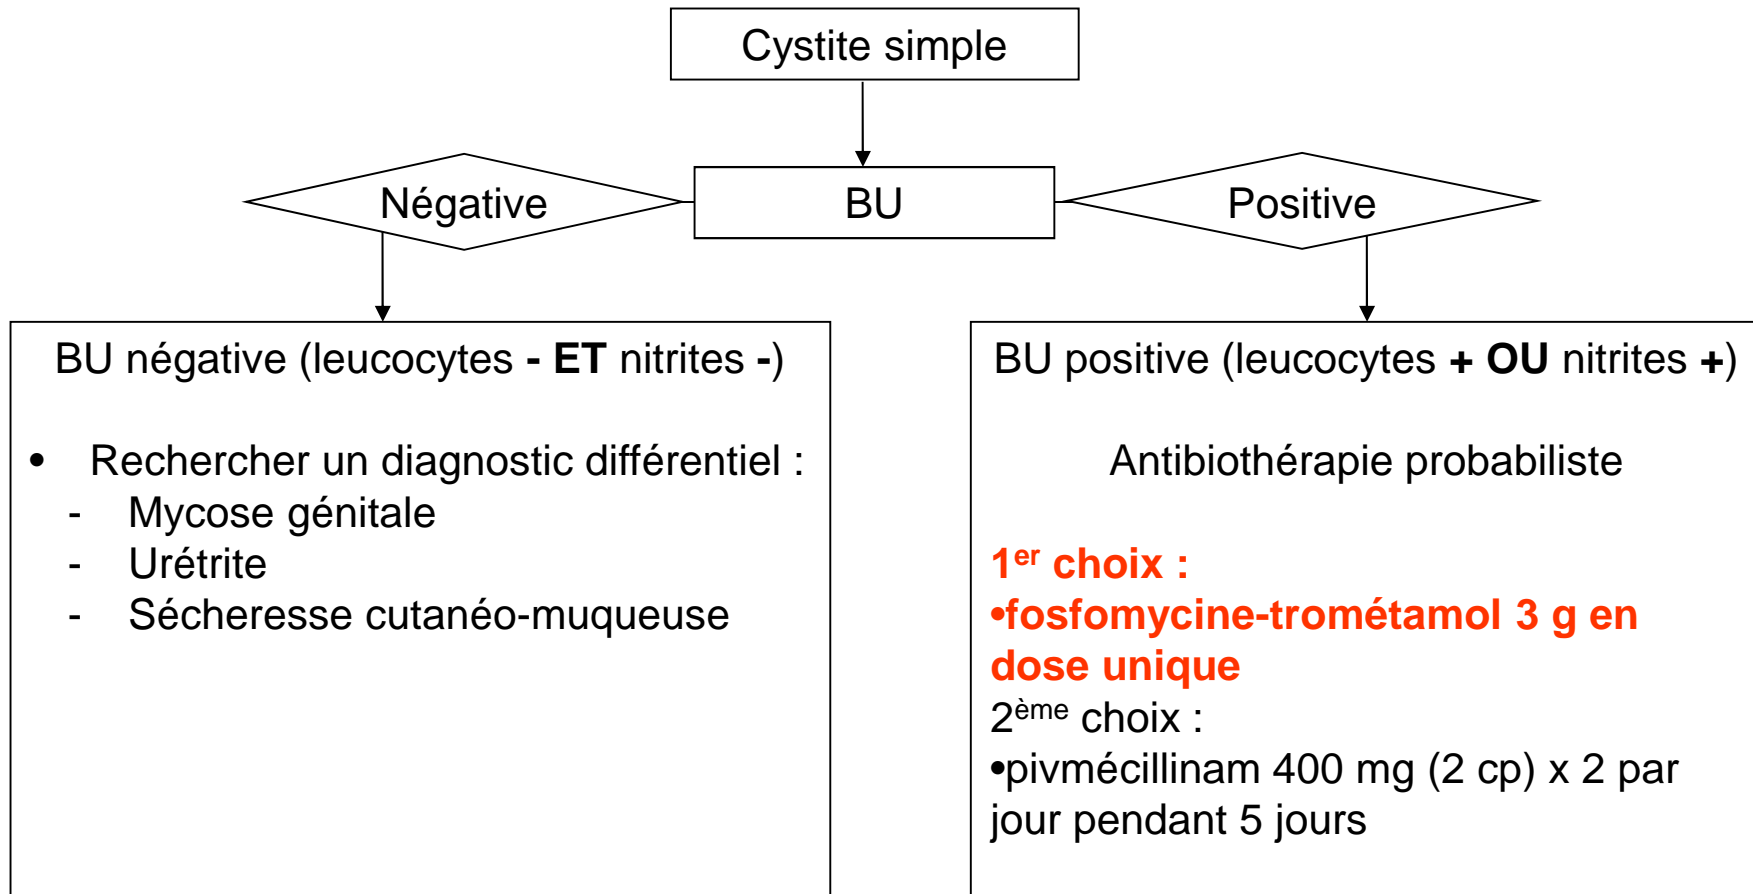 Cystite simple
Négative
BU
Positive
BU négative (leucocytes - ET nitrites -)
• Rechercher un diagnostic différentiel :
- Mycose génitale
- Urétrite
- Sécheresse cutanéo-muqueuse
BU positive (leucocytes + OU nitrites +)
Antibiothérapie probabiliste
1er choix :
•fosfomycine-trométamol 3 g en
dose unique
2ème choix :
•pivmécillinam 400 mg (2 cp) x 2 par
jour pendant 5 jours